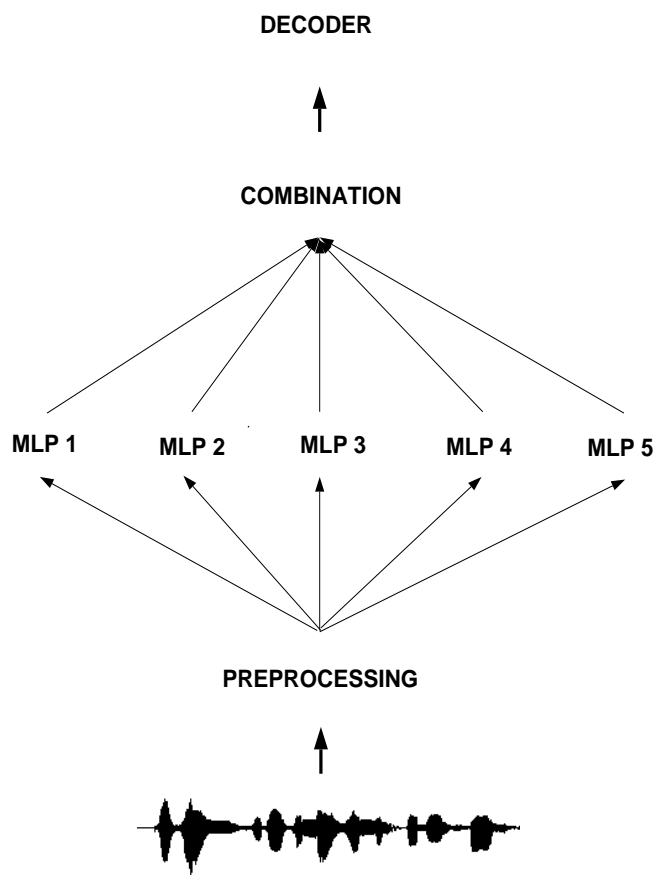 DECODER
COMBINATION
MLP 1 MLP 2 MLP 3 MLP 4 MLP 5
PREPROCESSING